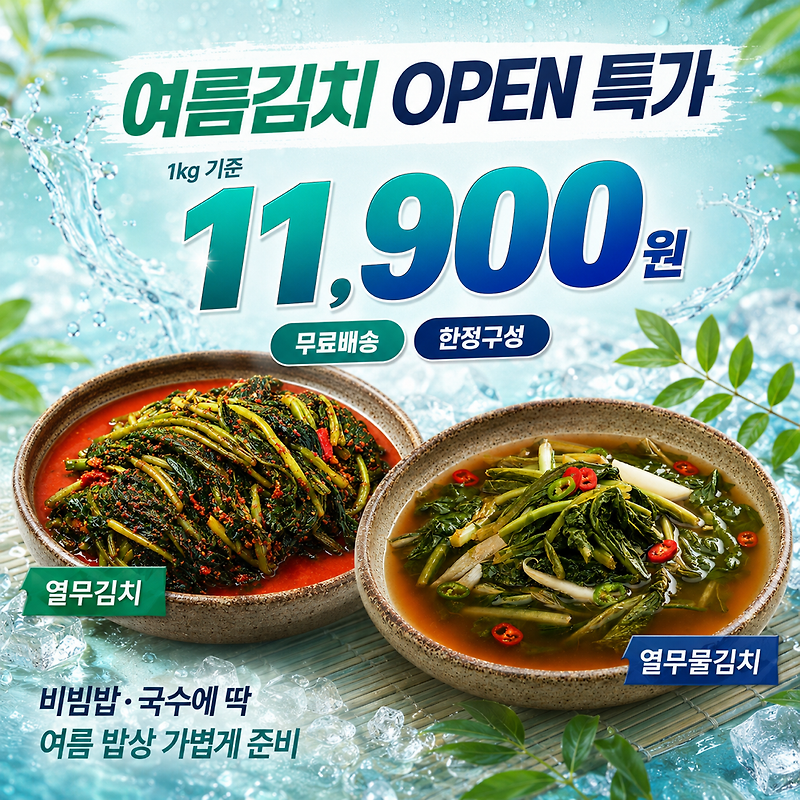 여름김치 OPEN 특가
1kg 기준
11,900원
무료배송 한정구성
열무김치
열무물김치
비빔밥·국수에 딱
여름 밥상 가볍게 준비